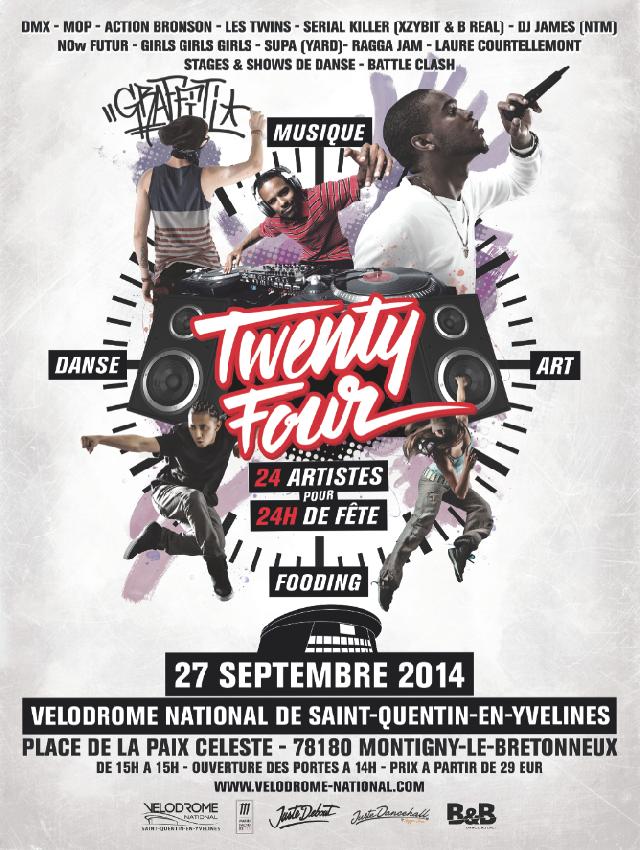 DMX - MOP - ACTION BRONSON - LES TWINS - SERIAL KILLER (XZYBIT & B REAL) - DJ JAMES (NTM)
NOW FUTUR - GIRLS GIRLS GIRLS - SUPA (YARD)- RAGGA JAM - LAURE COURTELLEMONT
STAGES & SHOWS DE DANSE - BATTLE CLASH
"GRAFFITI
MUSIQUE
DANSE
ART
Twenty
Four
24 ARTISTES
POUR
24H DE FÊTE
FOODING
27 SEPTEMBRE 2014
VELODROME NATIONAL DE SAINT-QUENTIN-EN-YVELINES
PLACE DE LA PAIX CELESTE - 78180 MONTIGNY-LE-BRETONNEUX
DE 15H A 15H - OUVERTURE DES PORTES A 14H - PRIX A PARTIR DE 29 EUR
WWW.VELODROME-NATIONAL.COM
VELODROME
NATIONAL
SAINT-QUENTIN-EN-YVELINES
Juste Debout
Juste Dancehall
B&B